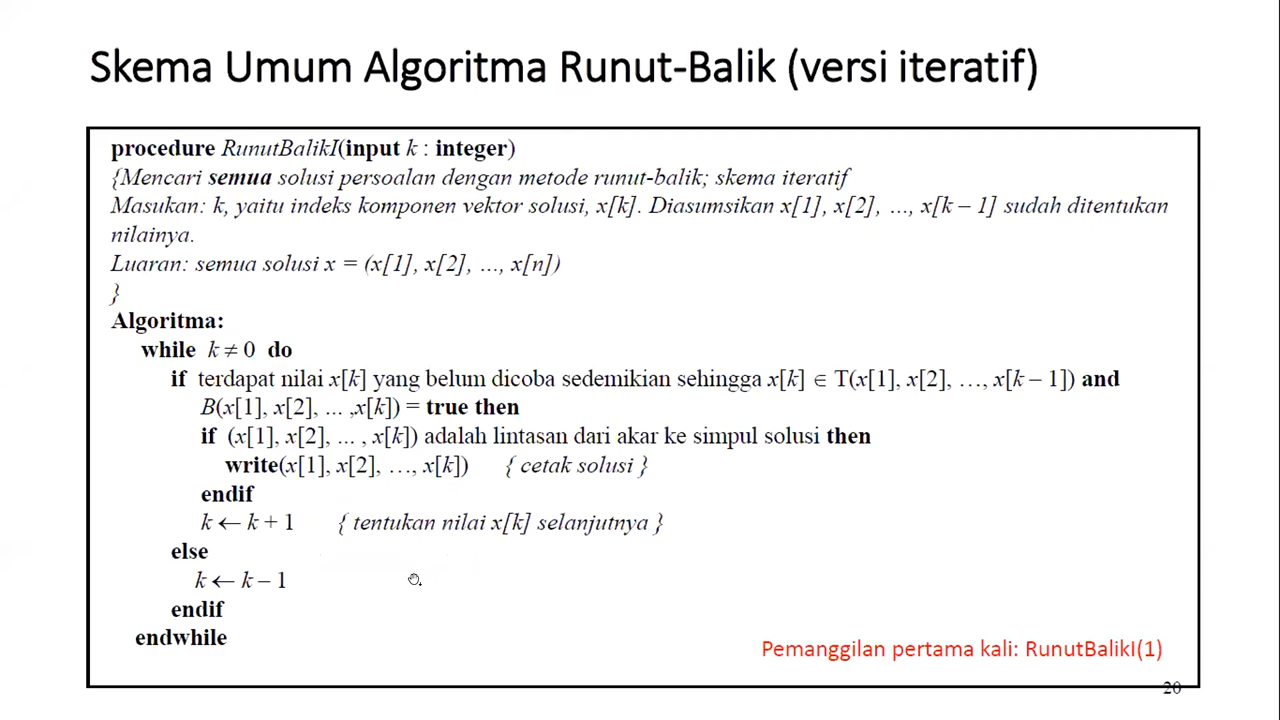 Skema Umum Algoritma Runut-Balik (versi iteratif)
procedure RunutBalikI(input k : integer)
{Mencari semua solusi persoalan dengan metode runut-balik; skema iteratif
Masukan: k, yaitu indeks komponen vektor solusi, x[k]. Diasumsikan x[1], x[2], ..., x[k – 1] sudah ditentukan
nilainya.
Luaran: semua solusi x = (x[1], x[2], ..., x[n])
}
Algoritma:
while k ≠ 0 do
if terdapat nilai x[k] yang belum dicoba sedemikian sehingga x[k] ∈ T(x[1], x[2], …, x[k – 1]) and
B(x[1], x[2], ... ,x[k]) = true then
if (x[1], x[2], ... , x[k]) adalah lintasan dari akar ke simpul solusi then
write(x[1], x[2], …, x[k]) { cetak solusi }
endif
k ← k + 1 { tentukan nilai x[k] selanjutnya }
else
k ← k – 1
endif
endwhile
Pemanggilan pertama kali: RunutBalikI(1)
20